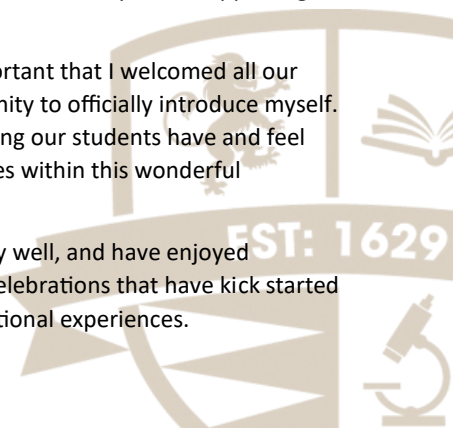 ortant that I welcomed all our
nity to officially introduce myself.
ing our students have and feel
es within this wonderful
y well, and have enjoyed
elebrations that have kick started
tional experiences.
EST: 1629